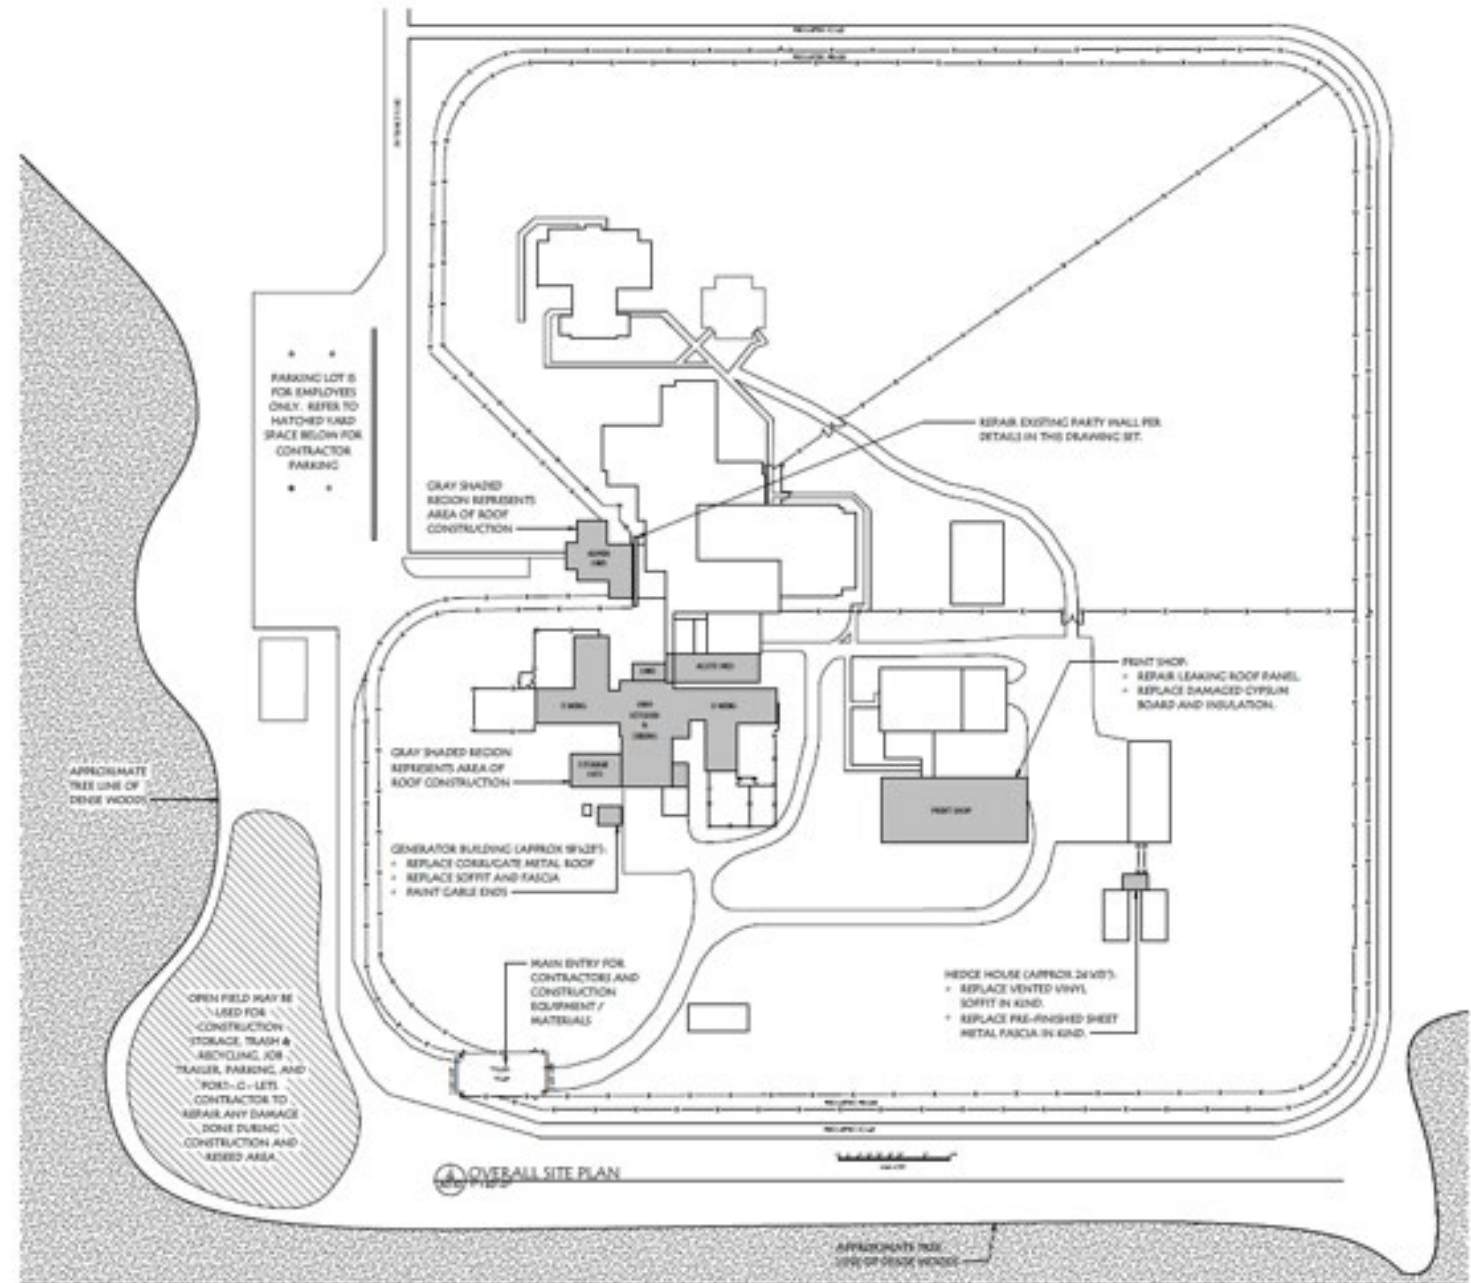 PARKING LOT IS
FOR EMPLOYEES
ONLY. REFER TO
HATCHED YARD
SPACE BELOW FOR
CONTRACTOR
PARKING
REPAIR EXISTING PARTY WALL PER
DETAILS IN THIS DRAWING SET.
GRAY SHADED
REGION REPRESENTS
AREA OF ROOF
CONSTRUCTION
PRINT SHOP:
REPAIR LEAKING ROOF PANEL.
REPLACE DAMAGED GYPSUM
BOARD AND INSULATION.
GRAY SHADED REGION
REPRESENTS AREA OF
ROOF CONSTRUCTION
APPROXIMATE
TREE LINE OF
DENSE WOODS
PRINT SHOP
GENERATOR BUILDING (APPROX
REPLACE CORRUGATE METAL ROOF
REPLACE SOFFIT AND FASCIA
PAINT GABLE ENDS
MAIN ENTRY FOR
CONTRACTORS AND
CONSTRUCTION
EQUIPMENT /
MATERIALS
HEDGE HOUSE (APPROX
REPLACE VENTED VINYL
SOFFIT IN KIND.
REPLACE PRE-FINISHED SHEET
METAL FASCIA IN KIND.
OPEN FIELD MAY BE
USED FOR
CONSTRUCTION
STORAGE, TRASH &
RECYCLING, JOB
TRAILER, PARKING, AND
PORT-O-LETS.
CONTRACTOR TO
REPAIR ANY DAMAGE
DONE DURING
CONSTRUCTION AND
RESEED AREA.
OVERALL SITE PLAN
APPROXIMATE TREE
LINE OF DENSE WOODS